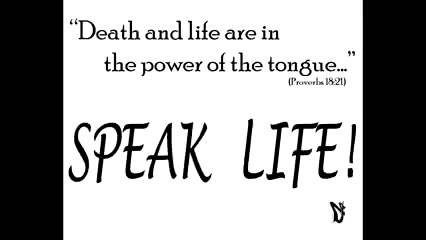 “Death and life are in
the power of the tongue...”
(Proverbs 18:21)
SPEAK LIFE!